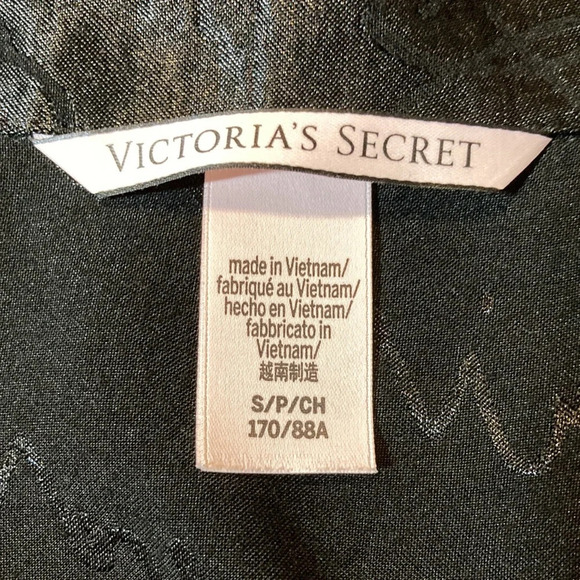 VICTORIA'S SECRET
made in Vietnam/
fabriqué au Vietnam/
hecho en Vietnam/
fabbricato in
Vietnam/
越南制造
S/P/CH
170/88A